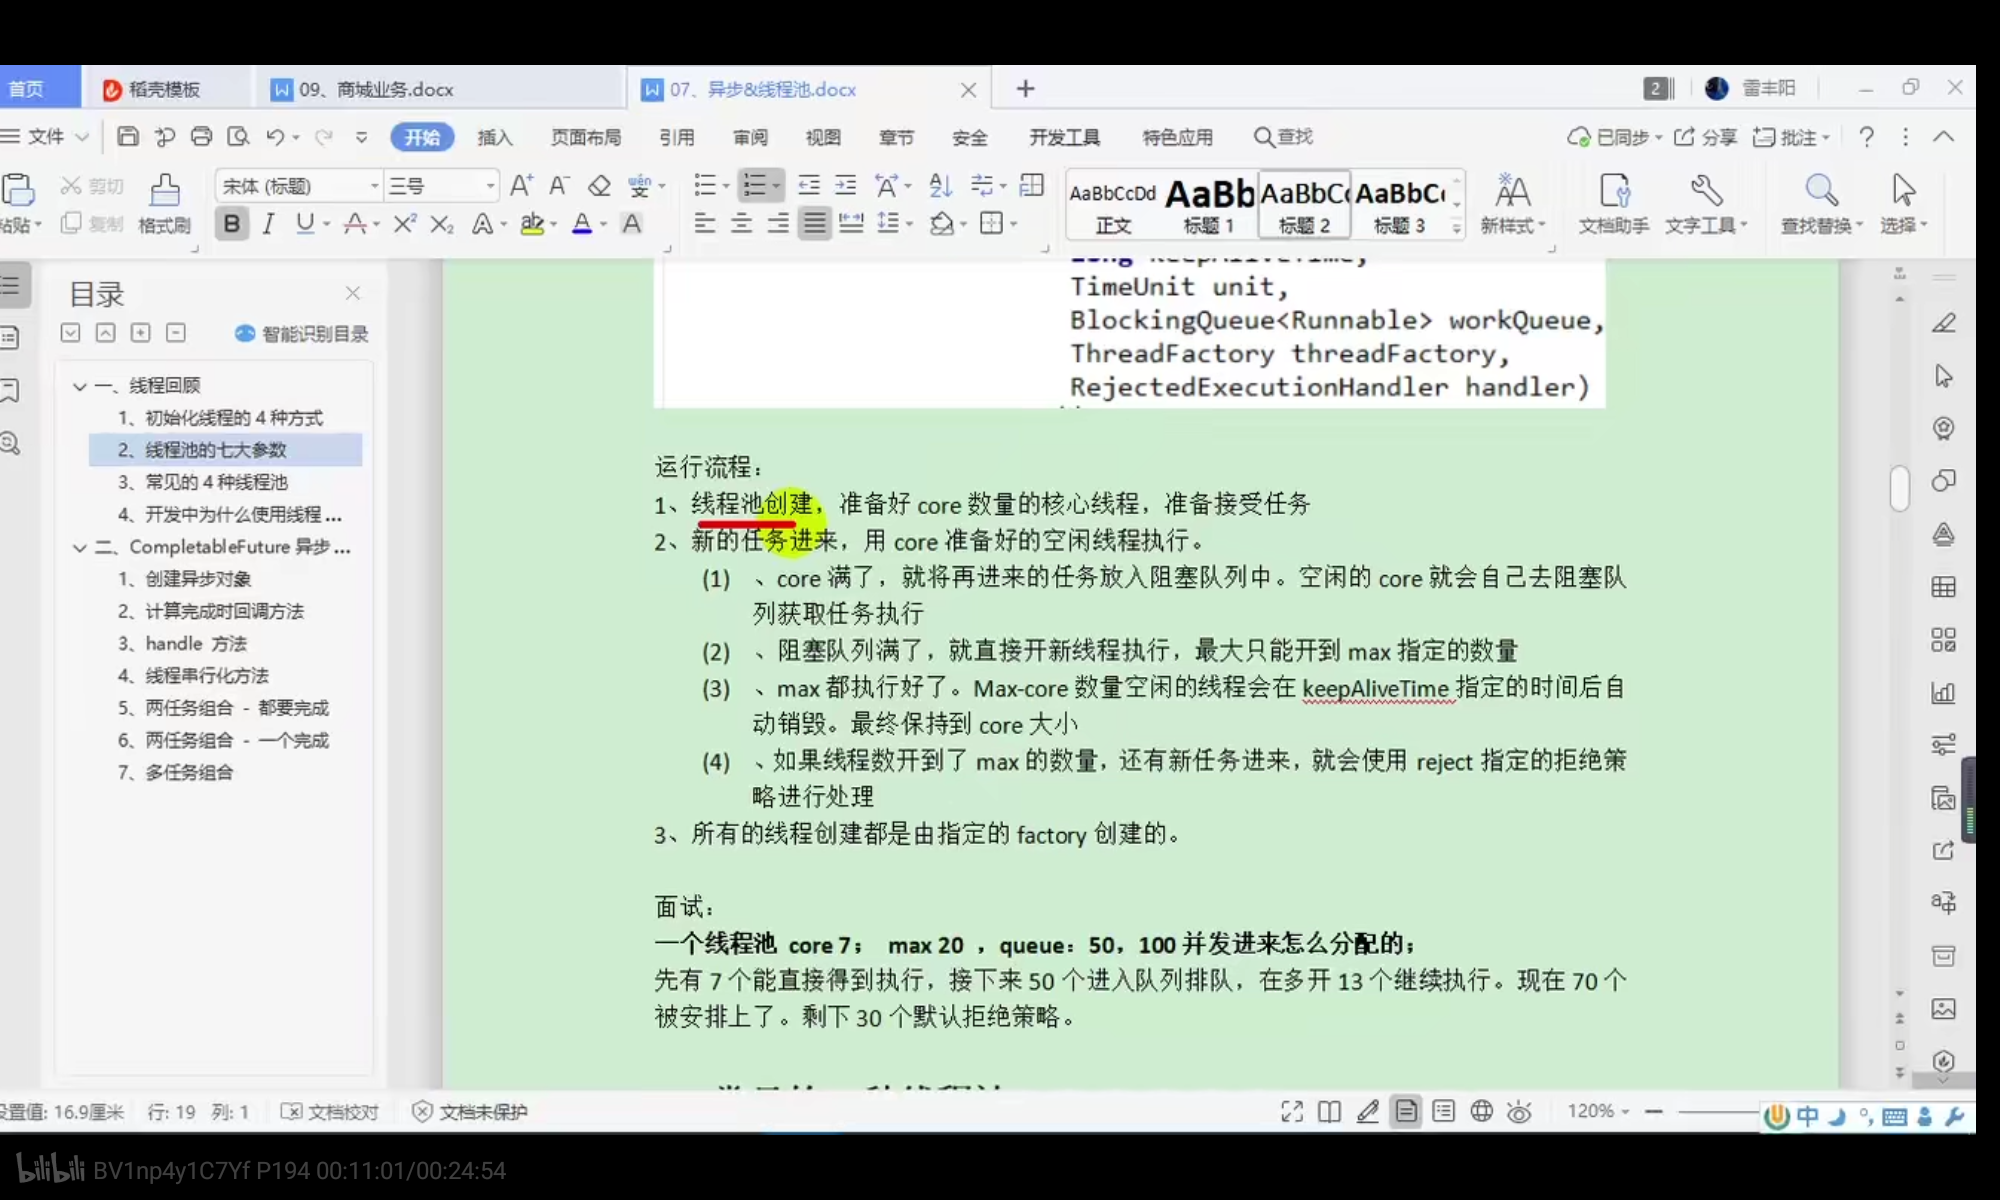 首页
稻壳模板
09、商城业务.docx
07、异步&线程池.docx
2
雷丰阳
文件
开始
插入
页面布局
引用
审阅
视图
章节
安全
开发工具
特色应用
查找
已同步
分享
批注
粘贴
剪切
复制
格式刷
宋体 (标题)
三号
AaBbCcDd
正文
AaBb
标题 1
AaBbC
标题 2
AaBbC
标题 3
新样式
文档助手
文字工具
查找替换
选择
目录
智能识别目录
一、线程回顾
1、初始化线程的 4 种方式
2、线程池的七大参数
3、常见的 4 种线程池
4、开发中为什么使用线程...
二、CompletableFuture 异步...
1、创建异步对象
2、计算完成时回调方法
3、handle 方法
4、线程串行化方法
5、两任务组合 - 都要完成
6、两任务组合 - 一个完成
7、多任务组合
long keepAliveTime,
TimeUnit unit,
BlockingQueue<Runnable> workQueue,
ThreadFactory threadFactory,
RejectedExecutionHandler handler)
运行流程：
1、线程池创建，准备好 core 数量的核心线程，准备接受任务
2、新的任务进来，用 core 准备好的空闲线程执行。
(1) 、core 满了，就将再进来的任务放入阻塞队列中。空闲的 core 就会自己去阻塞队
列获取任务执行
(2) 、阻塞队列满了，就直接开新线程执行，最大只能开到 max 指定的数量
(3) 、max 都执行好了。Max-core 数量空闲的线程会在 keepAliveTime 指定的时间后自
动销毁。最终保持到 core 大小
(4) 、如果线程数开到了 max 的数量，还有新任务进来，就会使用 reject 指定的拒绝策
略进行处理
3、所有的线程创建都是由指定的 factory 创建的。
面试：
一个线程池 core 7； max 20 ，queue：50，100 并发进来怎么分配的；
先有 7 个能直接得到执行，接下来 50 个进入队列排队，在多开 13 个继续执行。现在 70 个
被安排上了。剩下 30 个默认拒绝策略。
设置值: 16.9厘米
行: 19
列: 1
文档校对
文档未保护
120%
中
bilibili BV1np4y1C7Yf P194 00:11:01/00:24:54